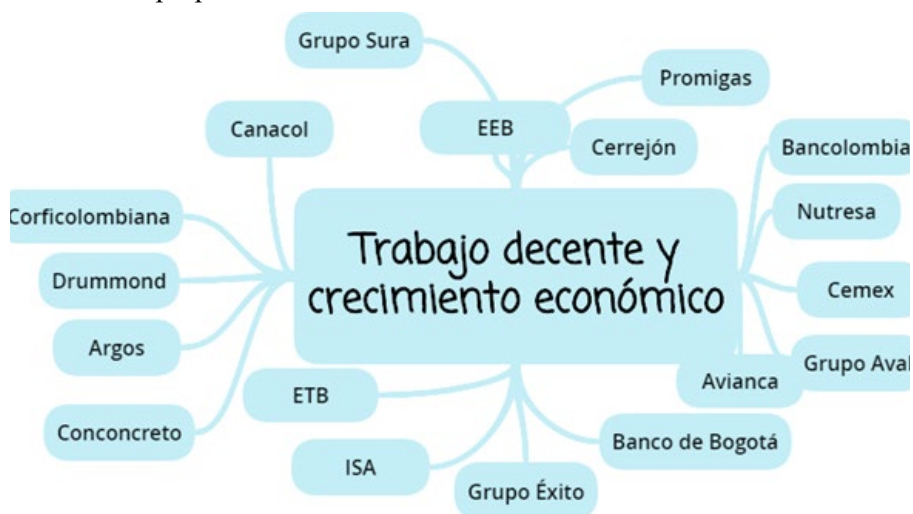 Grupo Sura
Promigas
Canacol
EEB
Cerrejón
Bancolombia
Corficolombiana
Nutresa
Trabajo decente y
crecimiento económico
Drummond
Cemex
Argos
Grupo Aval
Avianca
ETB
Conconcreto
Banco de Bogotá
ISA
Grupo Éxito